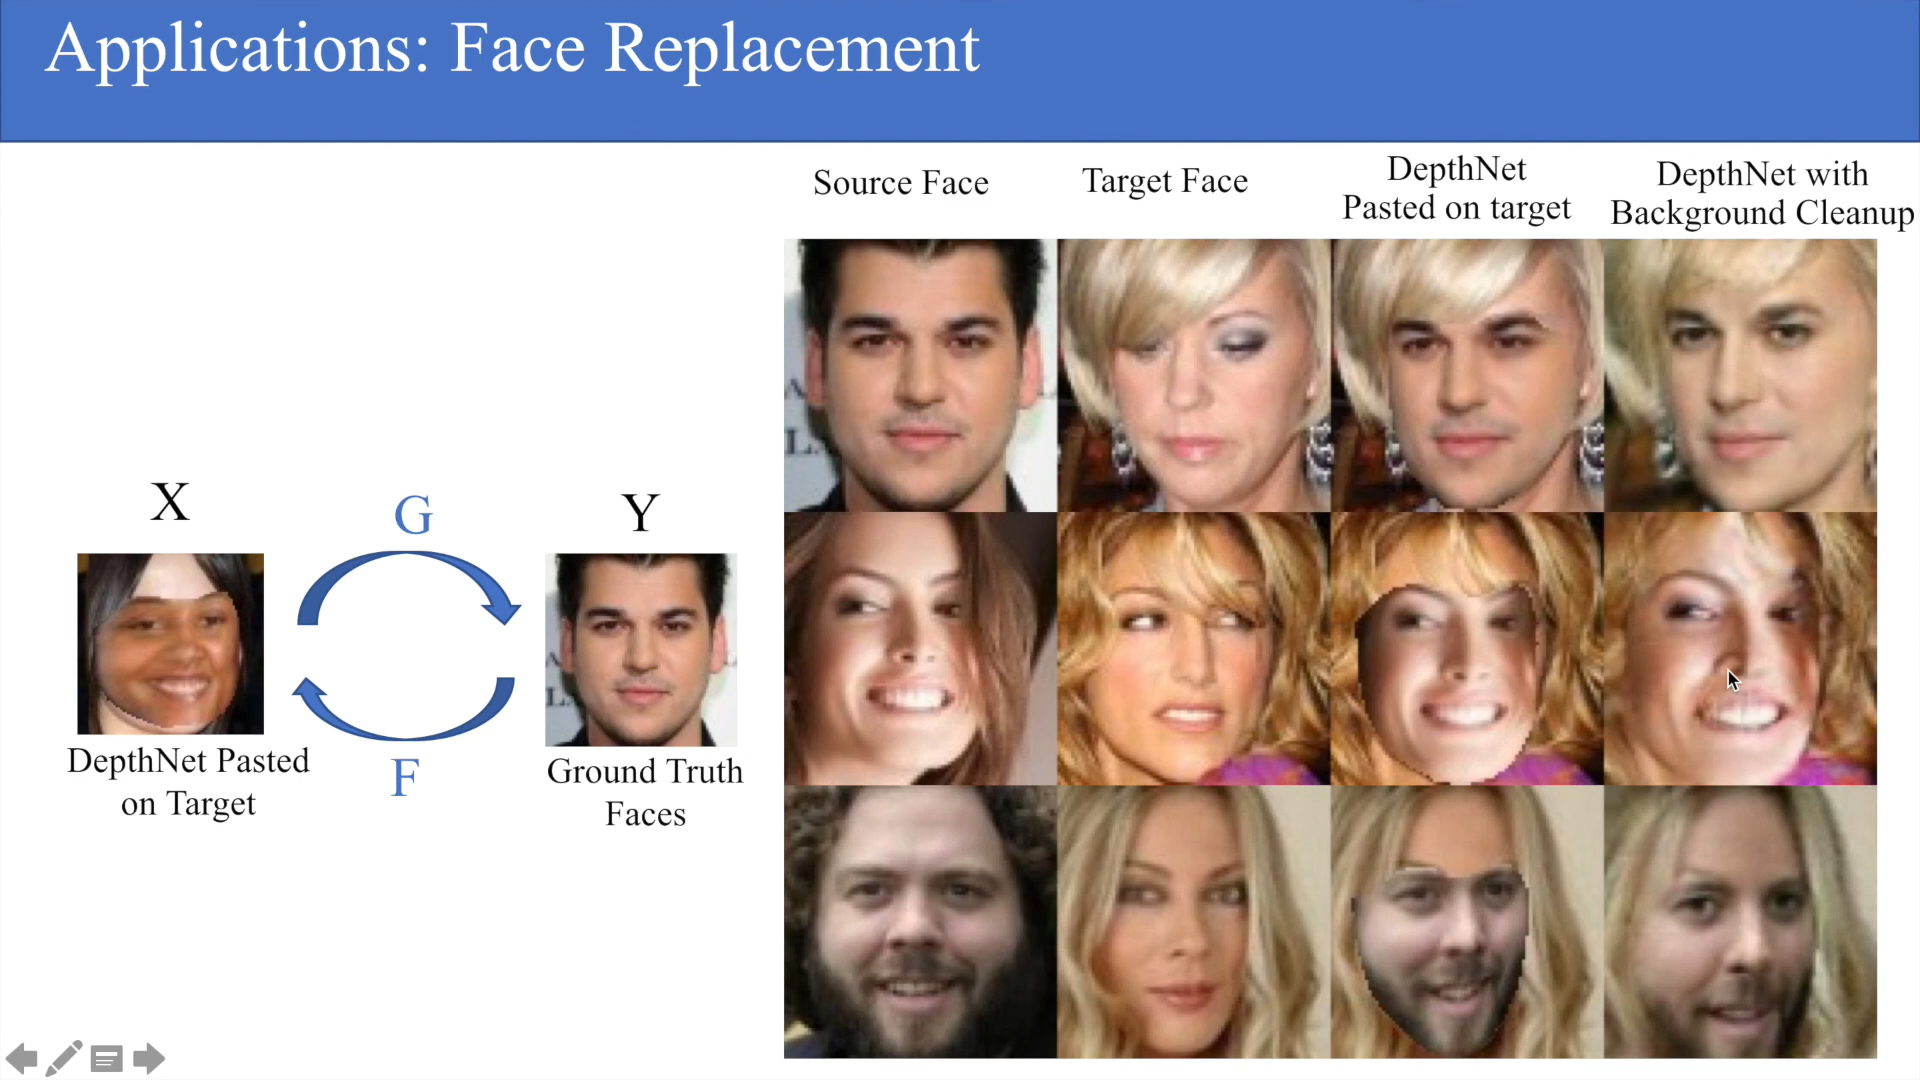 Applications: Face Replacement
Source Face
Target Face
DepthNet
Pasted on target
DepthNet with
Background Cleanup
X
G
Y
DepthNet Pasted
on Target
F
Ground Truth
Faces